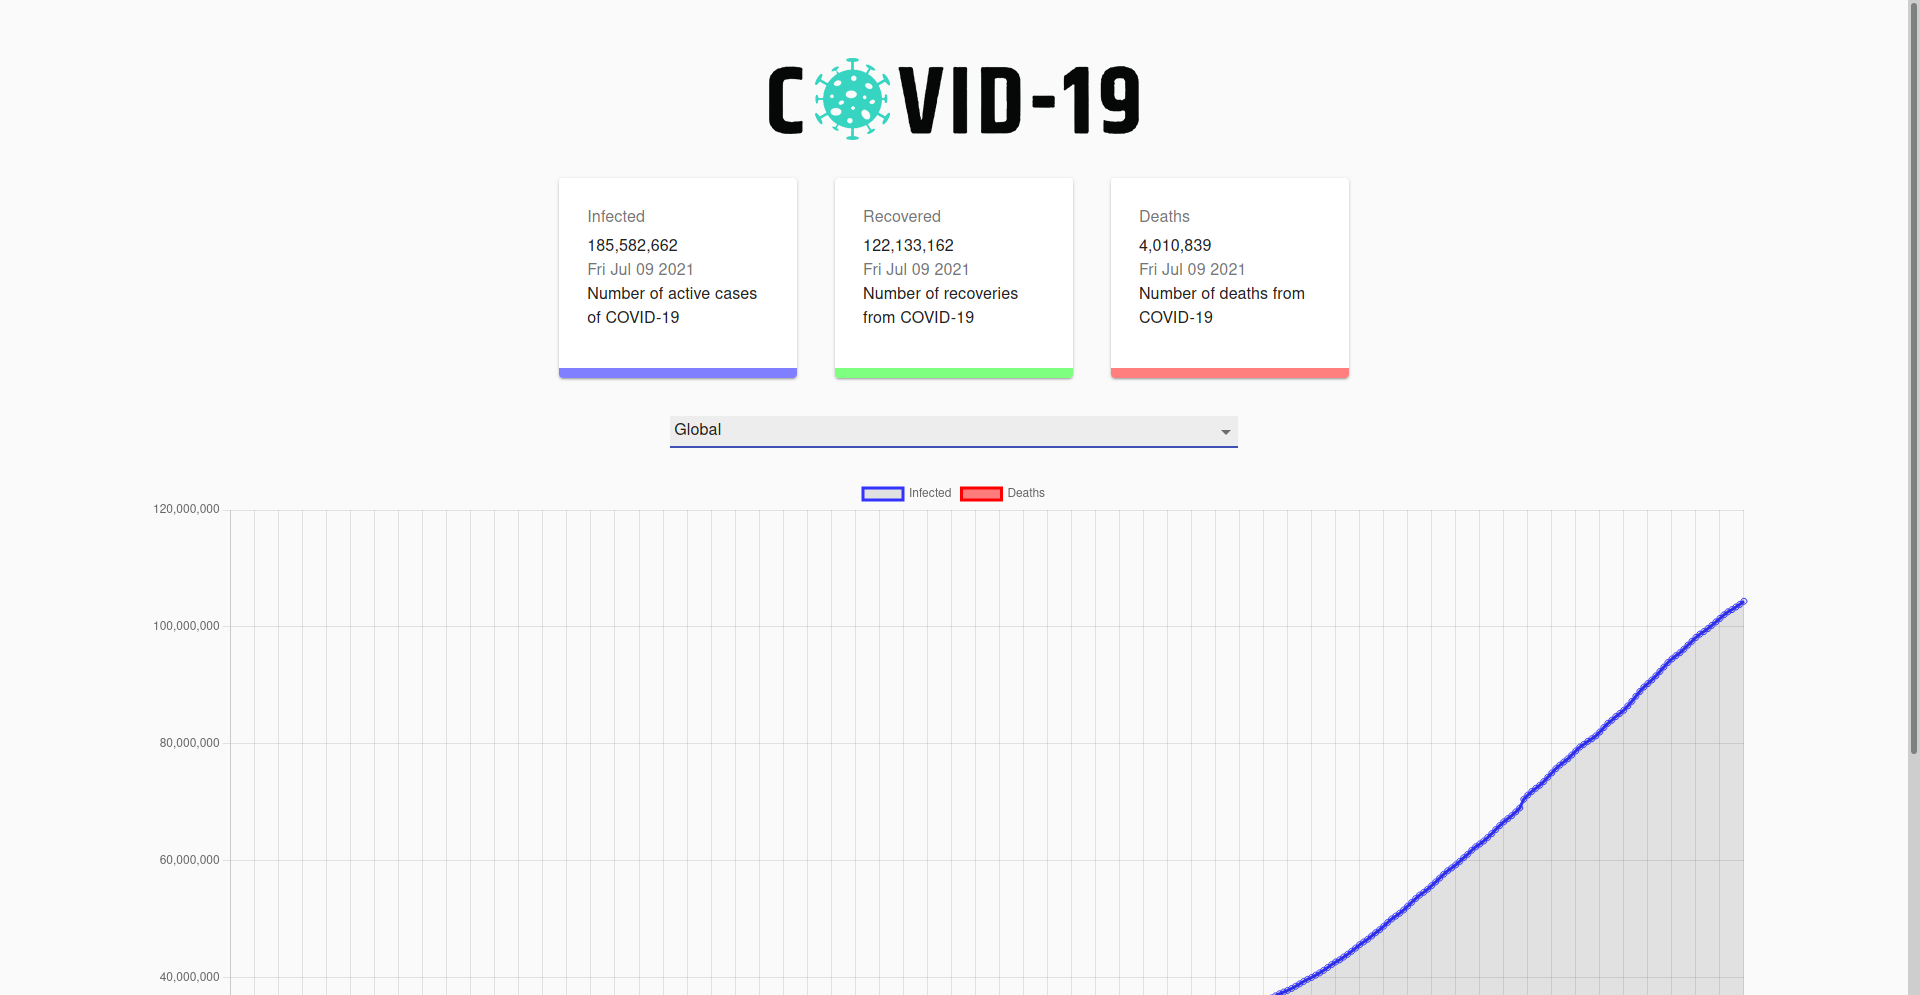 COVID-19
Infected
185,582,662
Fri Jul 09 2021
Number of active cases
of COVID-19
Recovered
122,133,162
Fri Jul 09 2021
Number of recoveries
from COVID-19
Deaths
4,010,839
Fri Jul 09 2021
Number of deaths from
COVID-19
Global
Infected Deaths
120,000,000
100,000,000
80,000,000
60,000,000
40,000,000